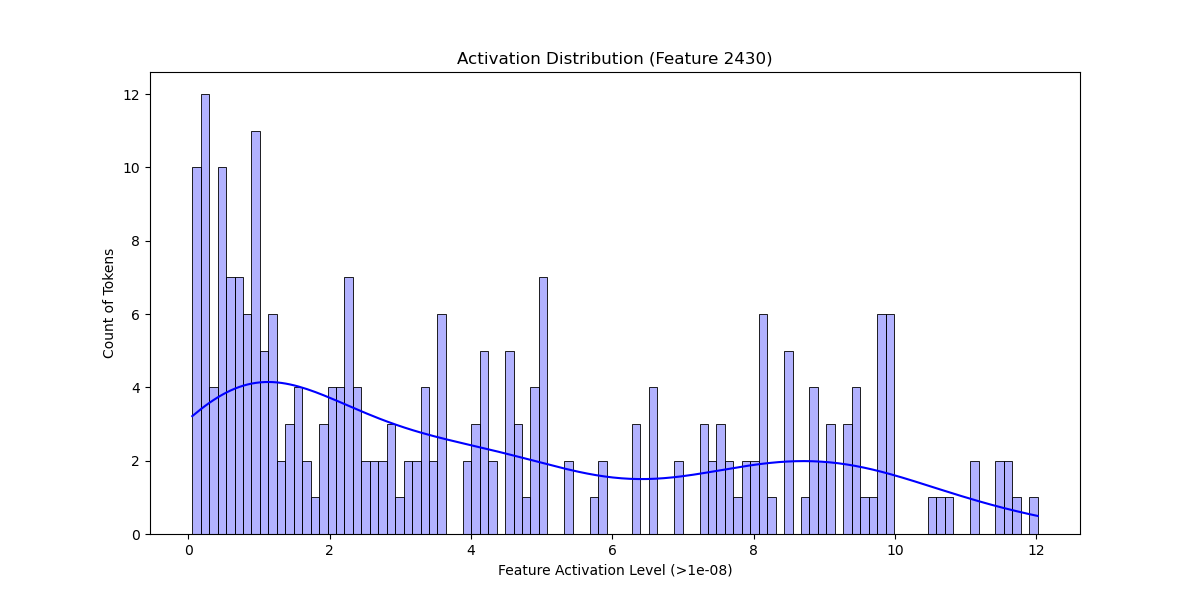 Activation Distribution (Feature 2430)
12
10
8
6
4
2
0
Count of Tokens
0 2 4 6 8 10 12
Feature Activation Level (>1e-08)